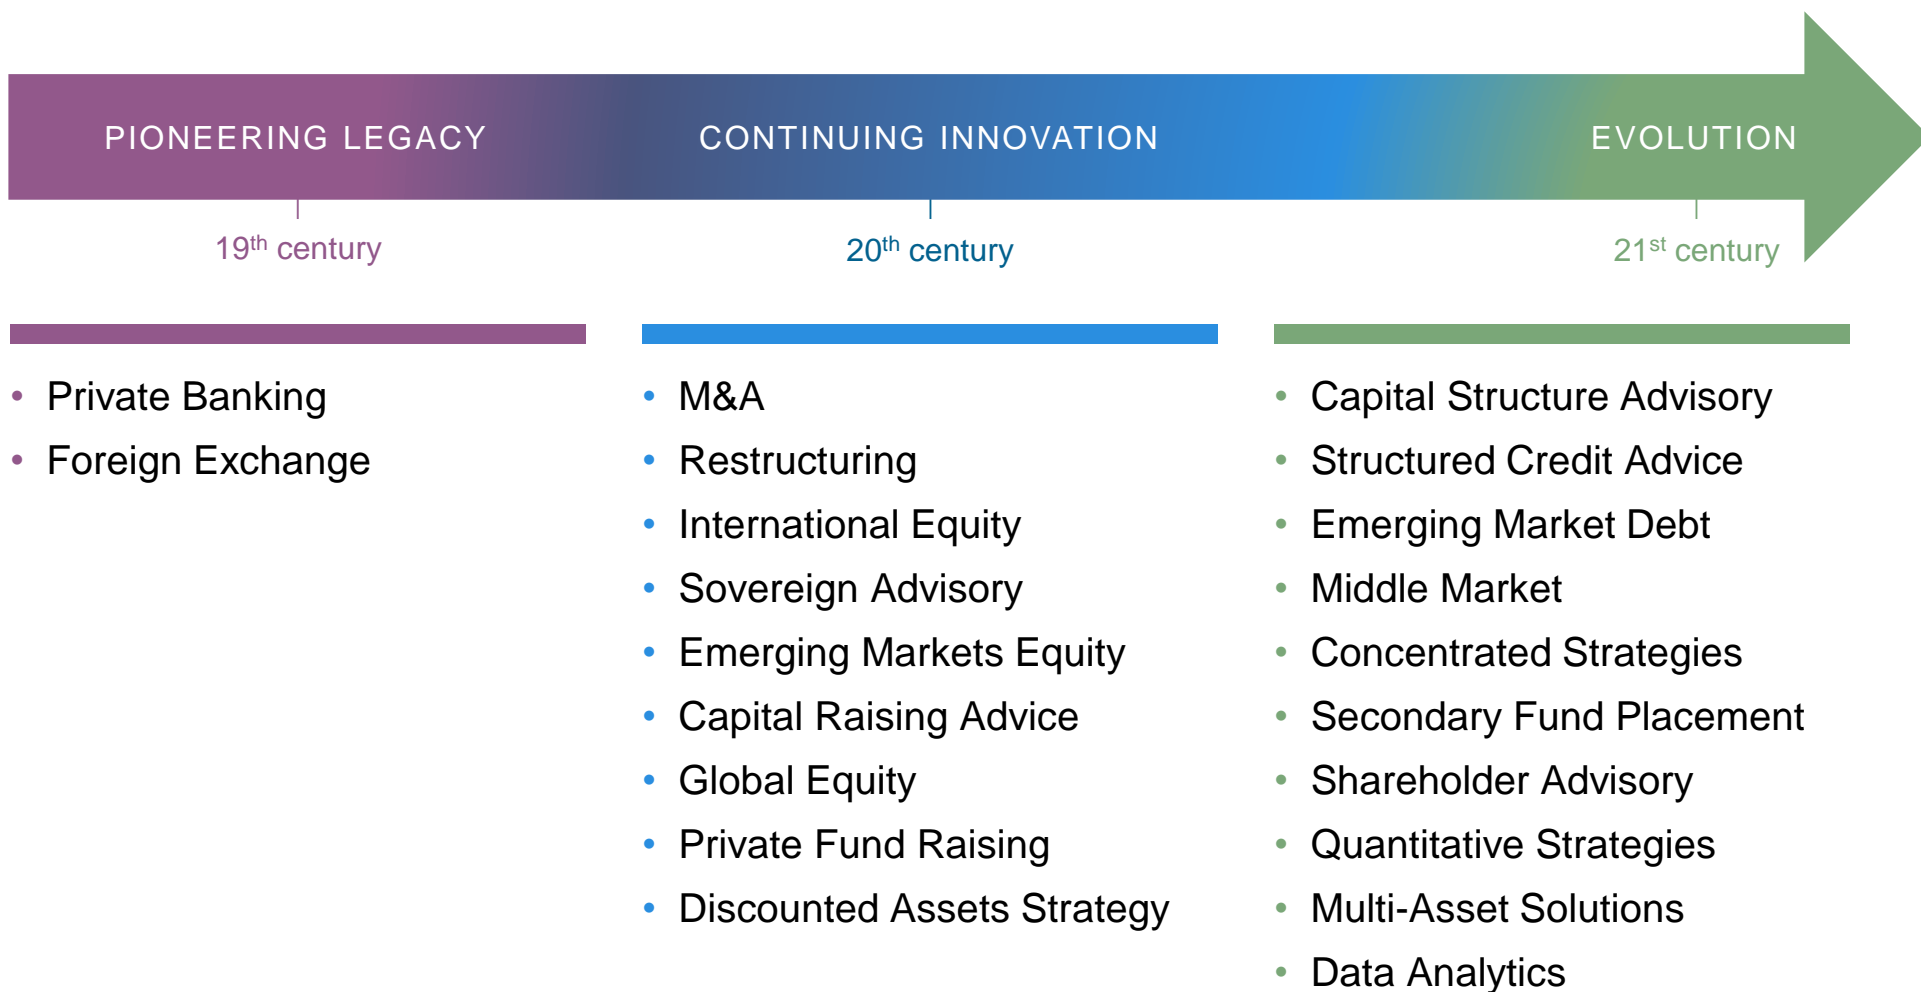 PIONEERING LEGACY
CONTINUING INNOVATION
EVOLUTION
19th century
20th century
21st century
• Private Banking
• Foreign Exchange
• M&A
• Restructuring
• International Equity
• Sovereign Advisory
• Emerging Markets Equity
• Capital Raising Advice
• Global Equity
• Private Fund Raising
• Discounted Assets Strategy
• Capital Structure Advisory
• Structured Credit Advice
• Emerging Market Debt
• Middle Market
• Concentrated Strategies
• Secondary Fund Placement
• Shareholder Advisory
• Quantitative Strategies
• Multi-Asset Solutions
• Data Analytics